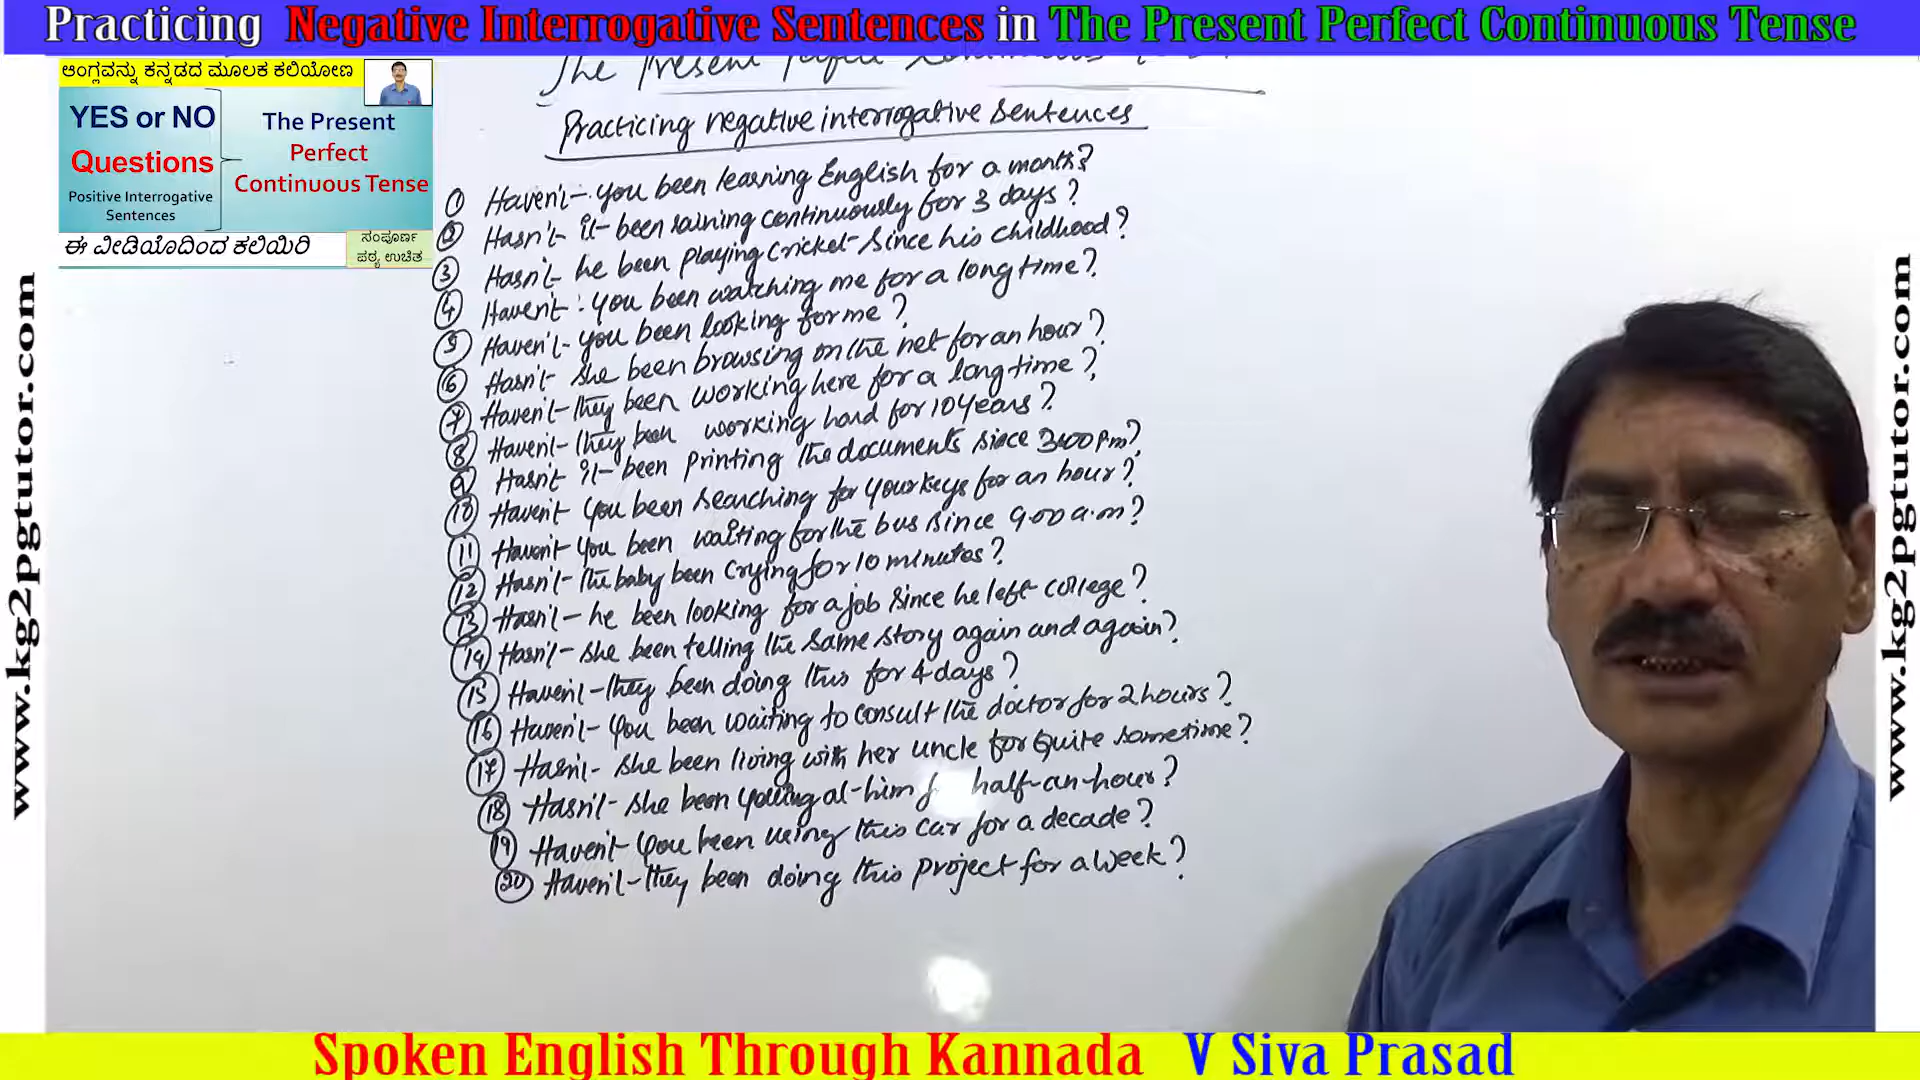 Practicing Negative Interrogative Sentences in The Present Perfect Continuous Tense
ಆಂಗ್ಲವನ್ನು ಕನ್ನಡದ ಮೂಲಕ ಕಲಿಯೋಣ
YES or NO
Questions
Positive Interrogative
Sentences
The Present
Perfect
Continuous Tense
ಈ ವೀಡಿಯೊದಿಂದ ಕಲಿಯಿರಿ
ಸಂಪೂರ್ಣ
ಪಠ್ಯ ಉಚಿತ
www.kg2pgtutor.com
The Present
Practicing negative interrogative sentences
1 Haven't you been learning English for a month?
2 Hasn't it been raining continuously for 3 days?
3 Hasn't he been playing cricket since his childhood?
4 Haven't you been watching me for a long time?
5 Haven't you been looking for me?
6 Hasn't she been browsing on the net for an hour?
7 Haven't they been working here for a long time?
8 Haven't they been working hard for 10 years?
9 Hasn't it been printing the documents since 3.00 pm?
10 Haven't you been searching for your keys for an hour?
11 Haven't you been waiting for the bus since 9.00 a.m?
12 Hasn't the baby been crying for 10 minutes?
13 Hasn't he been looking for a job since he left college?
14 Hasn't she been telling the same story again and again?
15 Haven't they been doing this for 4 days?
16 Haven't you been waiting to consult the doctor for 2 hours?
17 Hasn't she been living with her uncle for quite sometime?
18 Hasn't she been at him half-an-hour?
19 Haven't you been using this car for a decade?
20 Haven't they been doing this project for a week?
www.kg2pgtutor.com
Spoken English Through Kannada V Siva Prasad